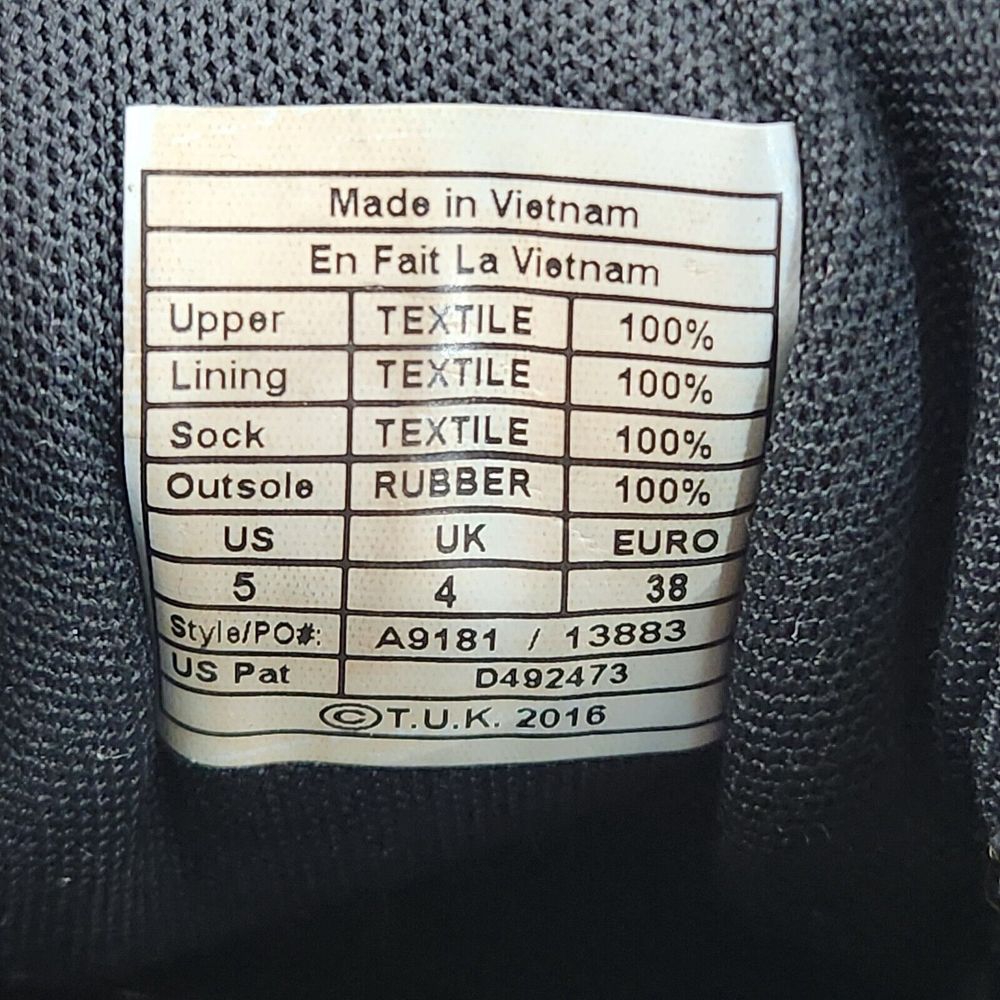 Made in Vietnam
En Fait La Vietnam
Upper TEXTILE 100%
Lining TEXTILE 100%
Sock TEXTILE 100%
Outsole RUBBER 100%
US UK EURO
5 4 38
Style/PO#: A9181 / 13883
US Pat D492473
©T.U.K. 2016